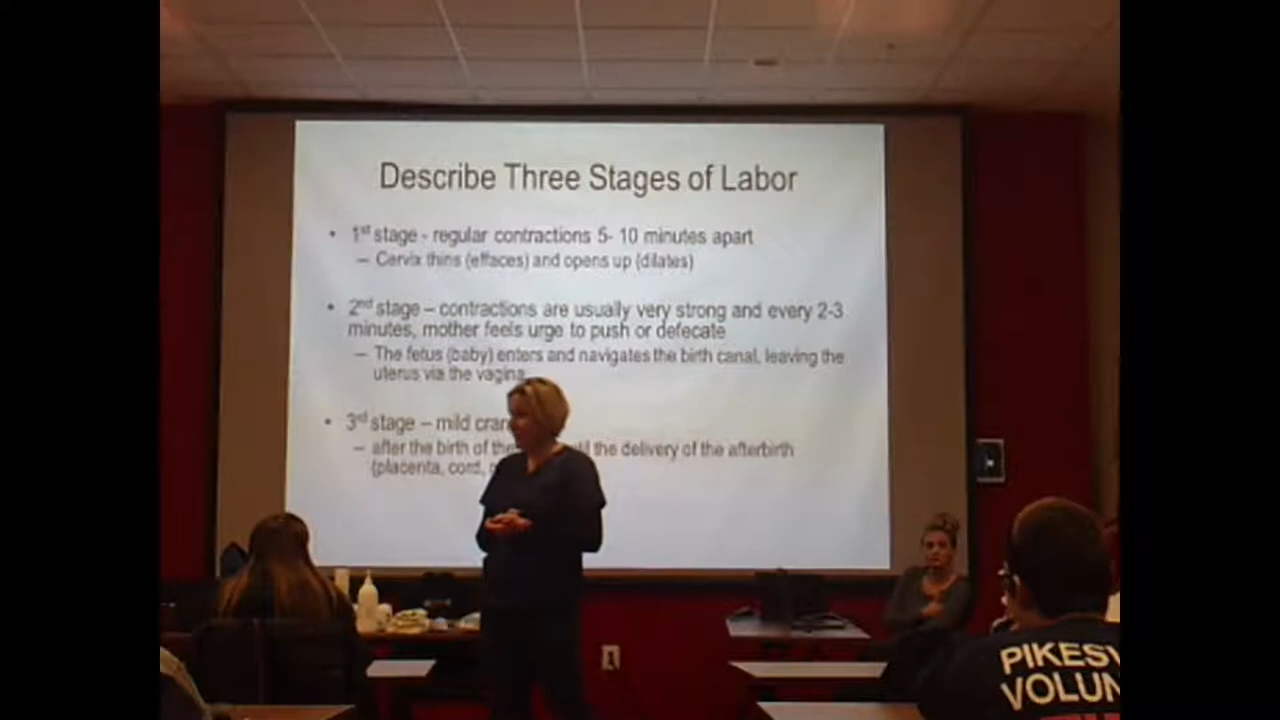 Describe Three Stages of Labor
• 1st stage - regular contractions 5- 10 minutes apart
– Cervix thins (effaces) and opens up (dilates)
• 2nd stage – contractions are usually very strong and every 2-3
minutes, mother feels urge to push or defecate
– The fetus (baby) enters and navigates the birth canal, leaving the
uterus via the vagina
• 3rd stage – mild
– after the birth of the the delivery of the afterbirth
(placenta, cord,
PIKESV
VOLUN